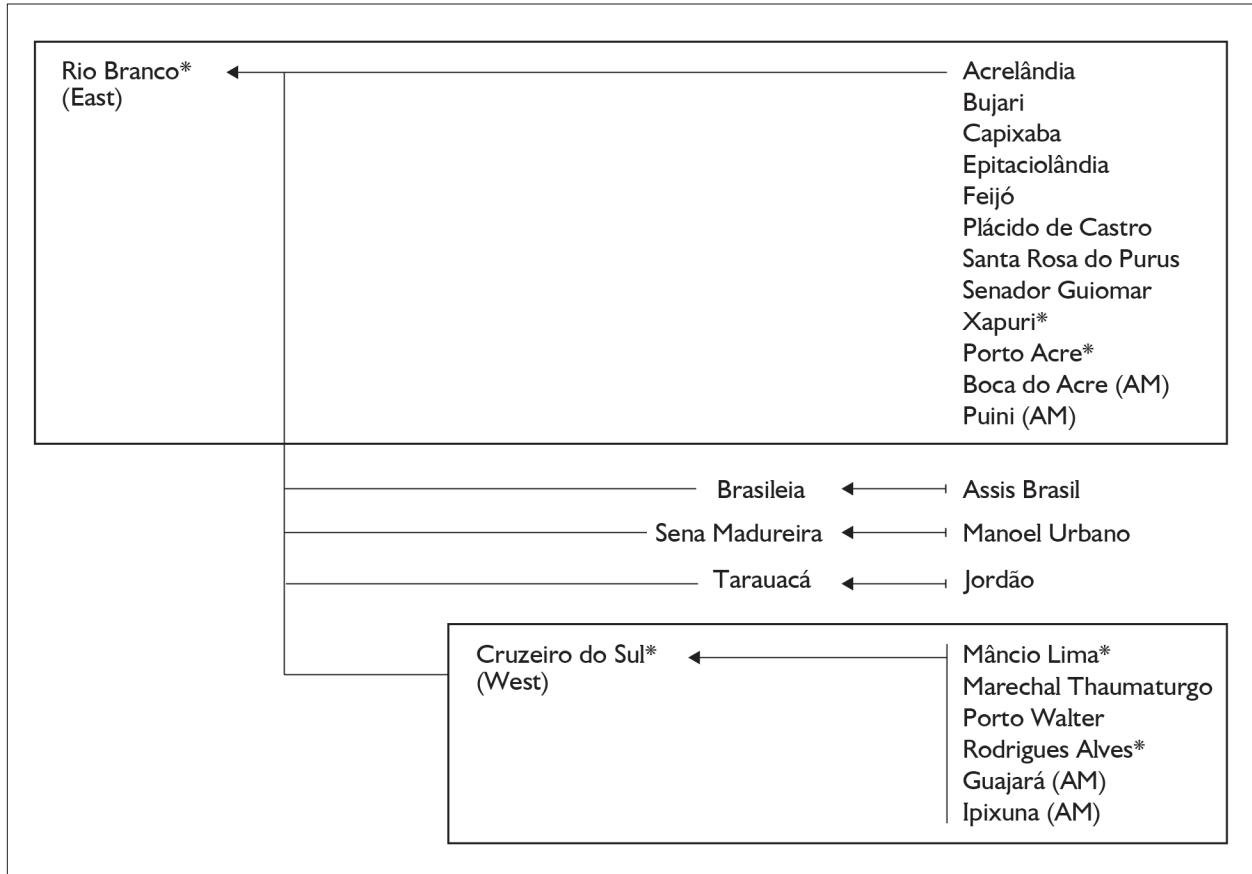 Rio Branco*
(East)
Acrelândia
Bujari
Capixaba
Epitaciolândia
Feijó
Plácido de Castro
Santa Rosa do Purus
Senador Guiomar
Xapuri*
Porto Acre*
Boca do Acre (AM)
Puini (AM)
Brasileia
Assis Brasil
Sena Madureira
Manoel Urbano
Tarauacá
Jordão
Cruzeiro do Sul*
(West)
Mâncio Lima*
Marechal Thaumaturgo
Porto Walter
Rodrigues Alves*
Guajará (AM)
Ipixuna (AM)